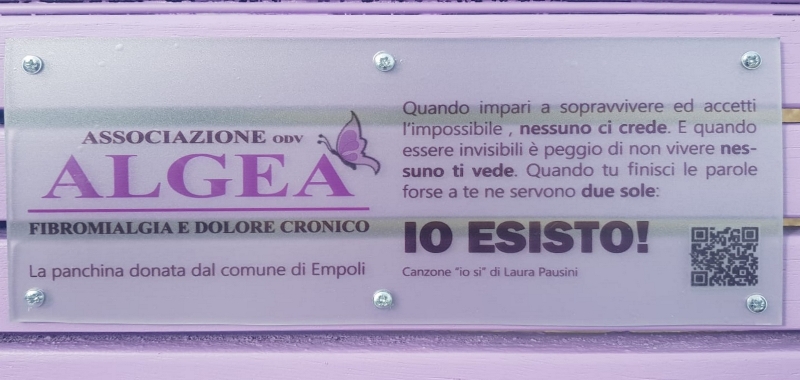 ASSOCIAZIONE ODV
ALGEA
FIBROMIALGIA E DOLORE CRONICO
La panchina donata dal comune di Empoli
Quando impari a sopravvivere ed accetti
l'impossibile , nessuno ci crede. E quando
essere invisibili è peggio di non vivere nes-
suno ti vede. Quando tu finisci le parole
forse a te ne servono due sole:
IO ESISTO!
Canzone "io si" di Laura Pausini